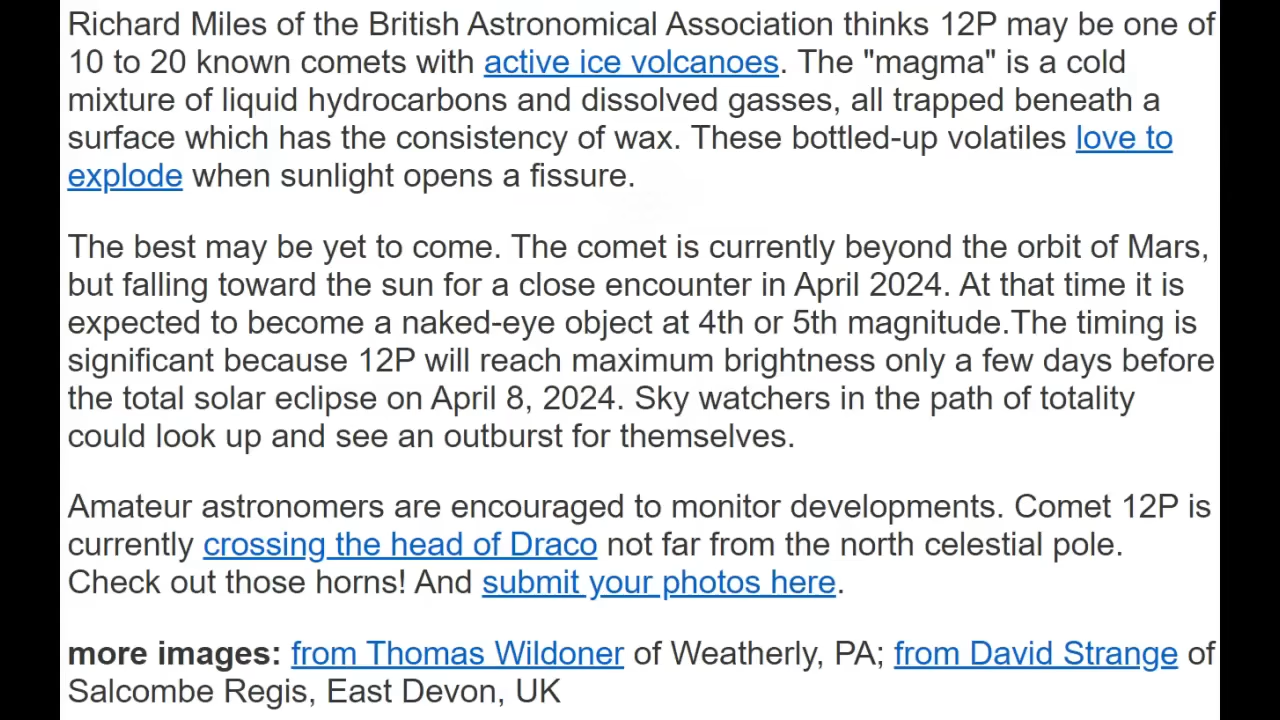 Richard Miles of the British Astronomical Association thinks 12P may be one of
10 to 20 known comets with active ice volcanoes. The "magma" is a cold
mixture of liquid hydrocarbons and dissolved gasses, all trapped beneath a
surface which has the consistency of wax. These bottled-up volatiles love to
explode when sunlight opens a fissure.
The best may be yet to come. The comet is currently beyond the orbit of Mars,
but falling toward the sun for a close encounter in April 2024. At that time it is
expected to become a naked-eye object at 4th or 5th magnitude.The timing is
significant because 12P will reach maximum brightness only a few days before
the total solar eclipse on April 8, 2024. Sky watchers in the path of totality
could look up and see an outburst for themselves.
Amateur astronomers are encouraged to monitor developments. Comet 12P is
currently crossing the head of Draco not far from the north celestial pole.
Check out those horns! And submit your photos here.
more images: from Thomas Wildoner of Weatherly, PA; from David Strange of
Salcombe Regis, East Devon, UK